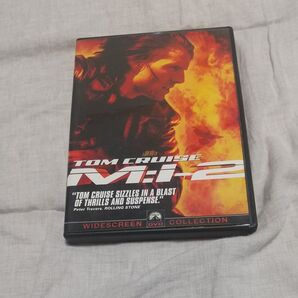 TOM CRUISE
M:I-2
"TOM CRUISE SIZZLES IN A BLAST
OF THRILLS AND SUSPENSE."
Peter Travers, ROLLING STONE
WIDESCREEN DVD COLLECTION